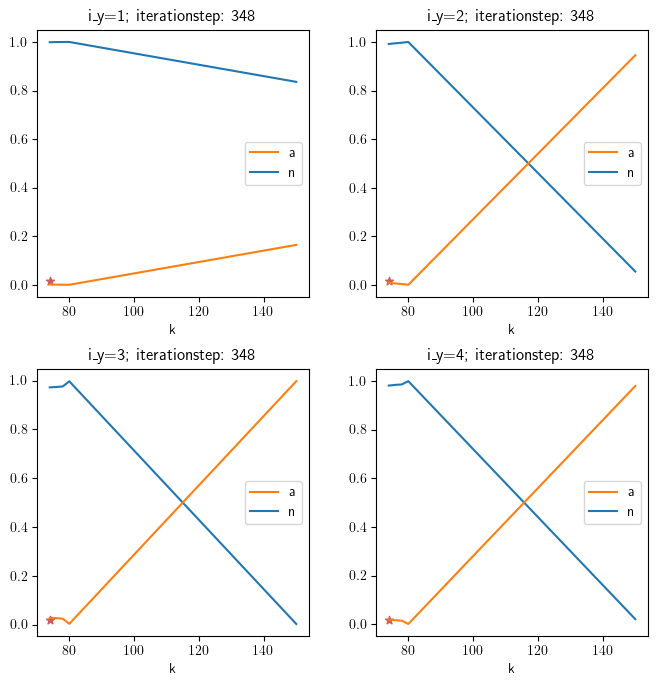 i_y=1; iterationstep: 348
1.0
0.8
0.6
0.4
0.2
0.0
a
n
80 100 120 140
k
i_y=2; iterationstep: 348
1.0
0.8
0.6
0.4
0.2
0.0
a
n
80 100 120 140
k
i_y=3; iterationstep: 348
1.0
0.8
0.6
0.4
0.2
0.0
a
n
80 100 120 140
k
i_y=4; iterationstep: 348
1.0
0.8
0.6
0.4
0.2
0.0
a
n
80 100 120 140
k